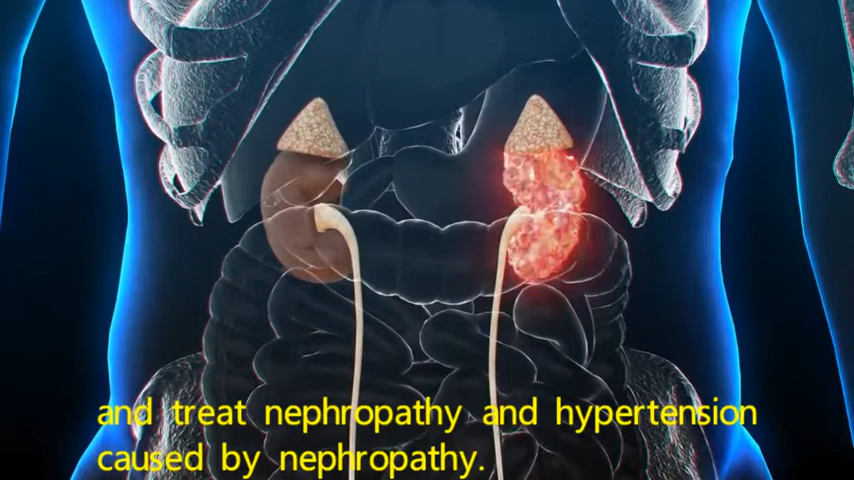 and treat nephropathy and hypertension
caused by nephropathy.